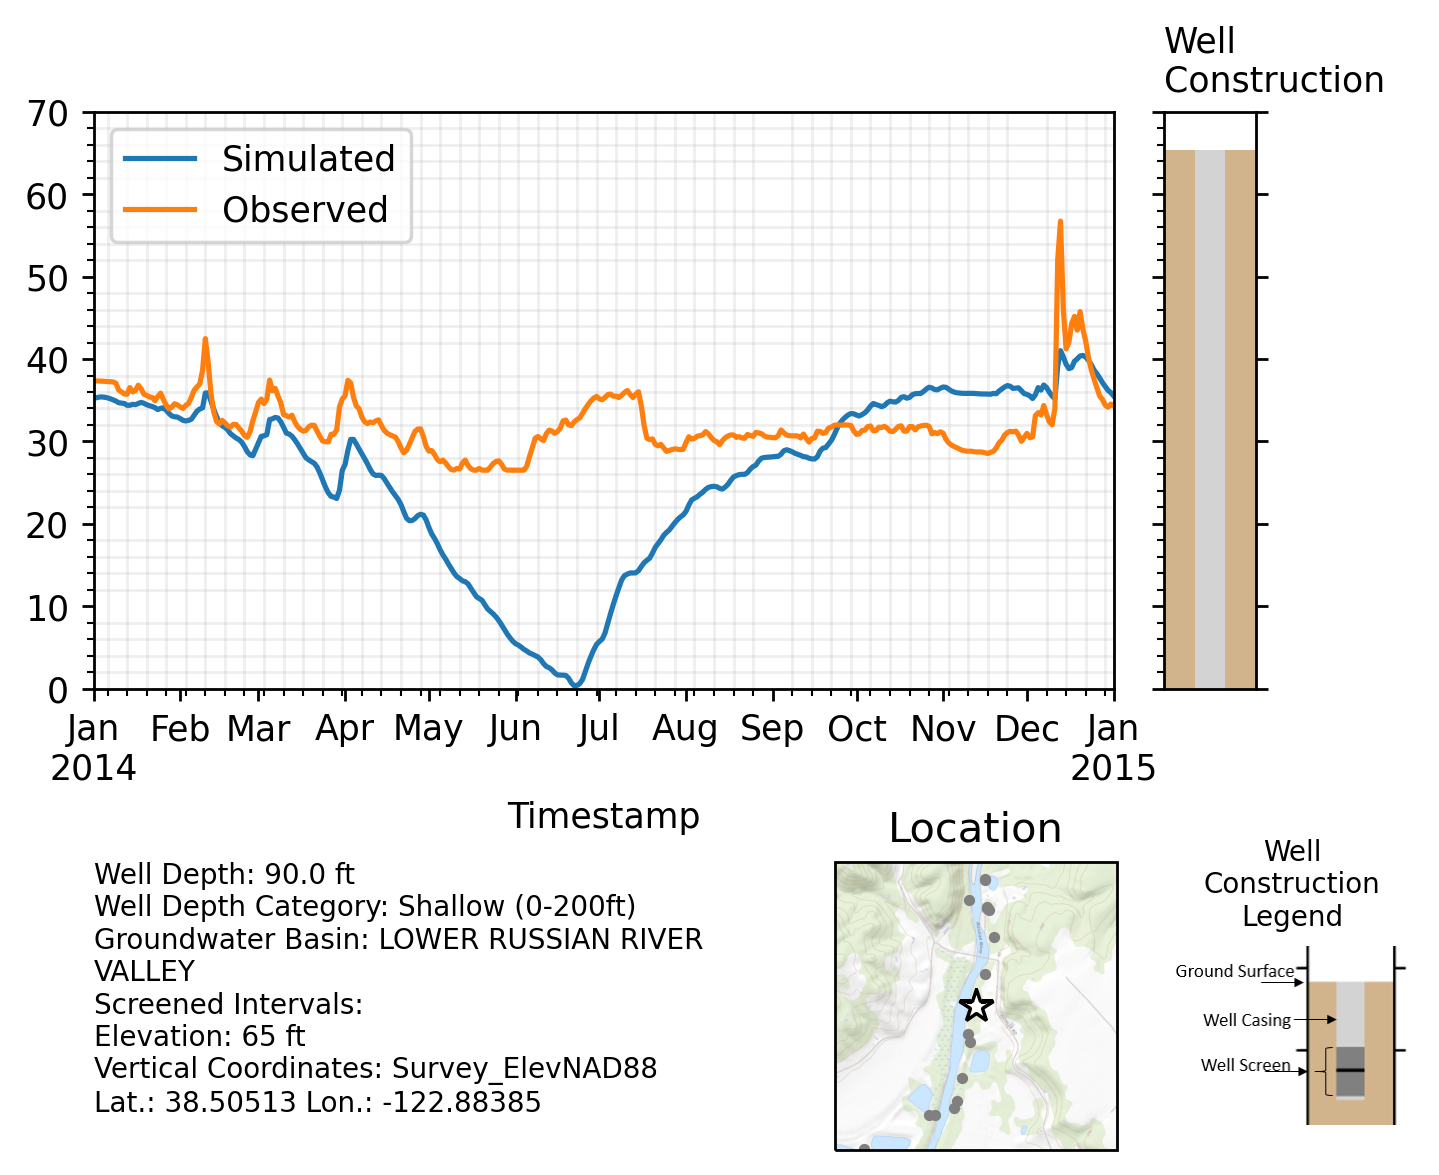 Well
Construction
70
60
50
40
30
20
10
0
Simulated
Observed
Jan Feb Mar Apr May Jun Jul Aug Sep Oct Nov Dec Jan
2014 2015
Timestamp
Well Depth: 90.0 ft
Well Depth Category: Shallow (0-200ft)
Groundwater Basin: LOWER RUSSIAN RIVER
VALLEY
Screened Intervals:
Elevation: 65 ft
Vertical Coordinates: Survey_ElevNAD88
Lat.: 38.50513 Lon.: -122.88385
Location
Well
Construction
Legend
Ground Surface
Well Casing
Well Screen